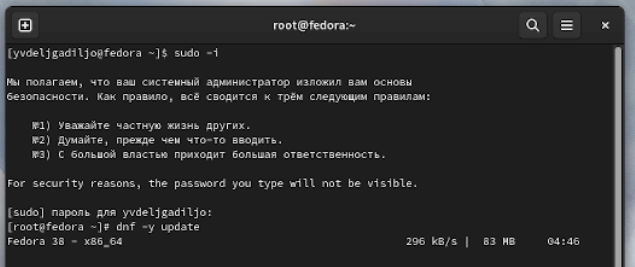 root@fedora:~
[yvdeljgadiljo@fedora ~]$ sudo -i
Мы полагаем, что ваш системный администратор изложил вам основы
безопасности. Как правило, всё сводится к трём следующим правилам:
№1) Уважайте частную жизнь других.
№2) Думайте, прежде чем что-то вводить.
№3) С большой властью приходит большая ответственность.
For security reasons, the password you type will not be visible.
[sudo] пароль для yvdeljgadiljo:
[root@fedora ~]# dnf -y update
Fedora 38 - x86_64 296 kB/s | 83 MB 04:46